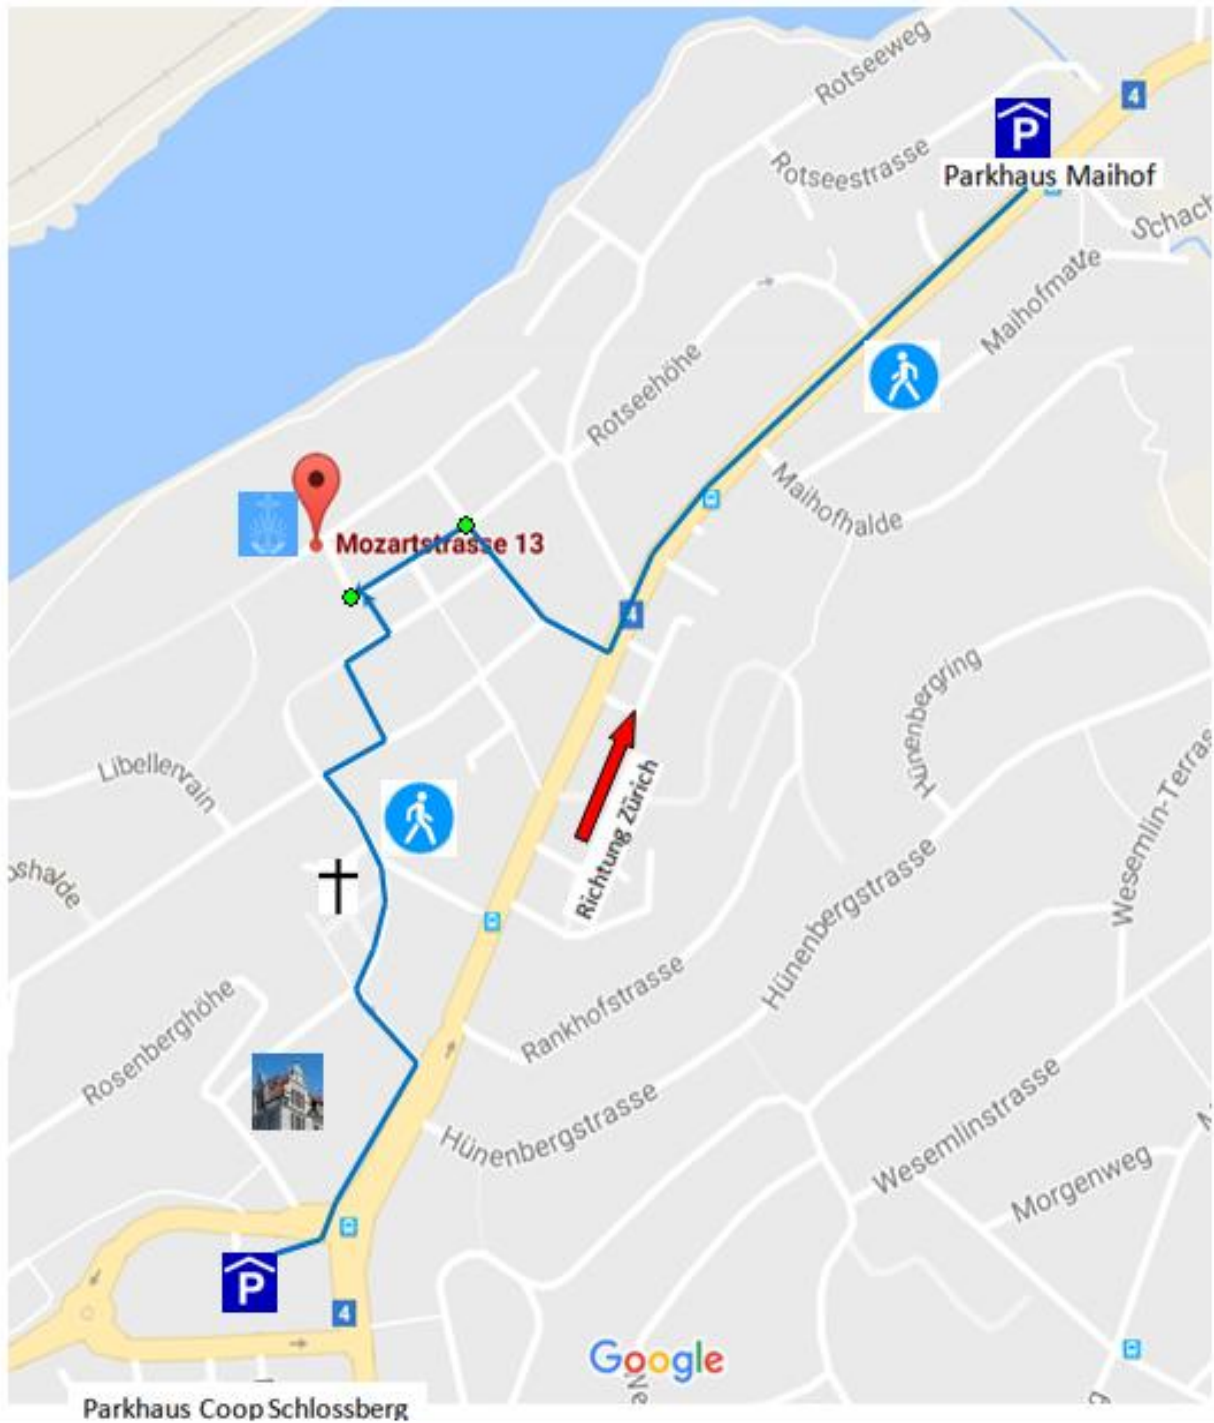 Rotseeweg
4
P
Rotseestrasse
Parkhaus Maihof
Schach
Maihofmatte
Rotseehöhe
Maihofhalde
Mozartstrasse 13
4
Hünenbergring
Libellenrain
Richtung Zürich
Wesemlin-Terras
oshalde
Hünenbergstrasse
Rosenberghöhe
Rankhofstrasse
Hünenbergstrasse
Wesemlinstrasse
Morgenweg
P
4
Google
Parkhaus Coop Schlossberg